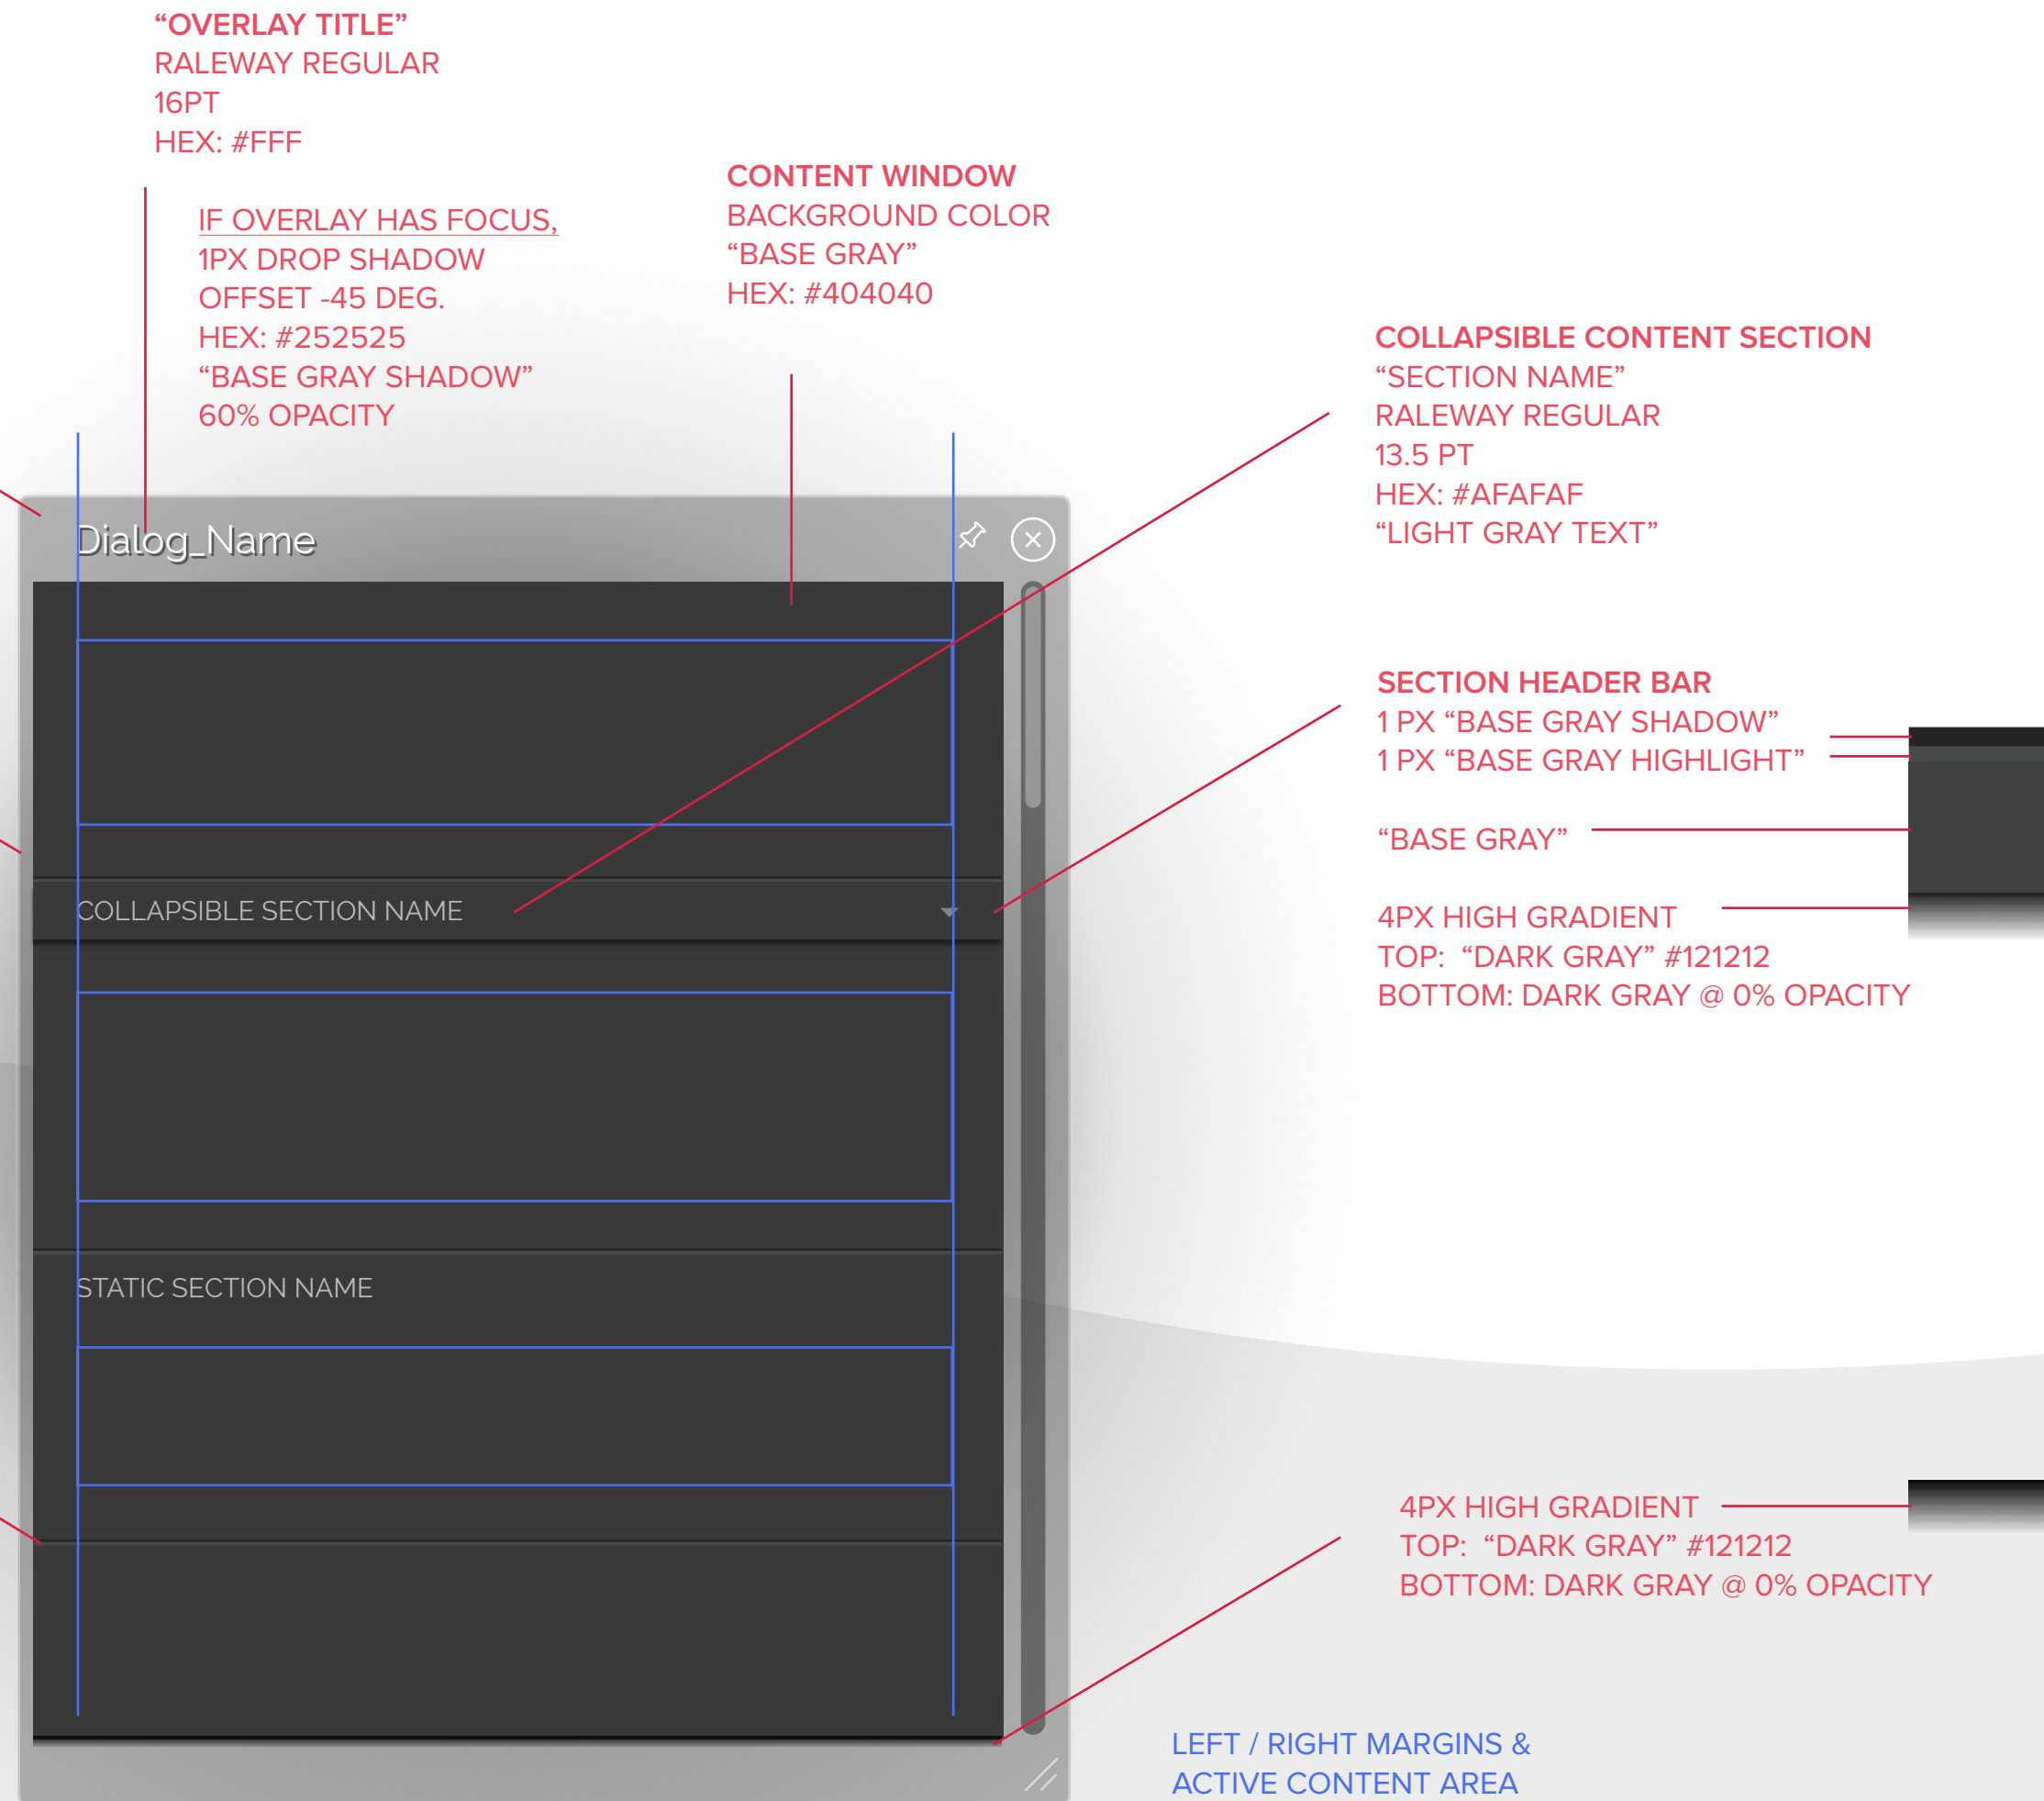 “OVERLAY TITLE”
RALEWAY REGULAR
16PT
HEX: #FFF
IF OVERLAY HAS FOCUS,
1PX DROP SHADOW
OFFSET -45 DEG.
HEX: #252525
“BASE GRAY SHADOW”
60% OPACITY
CONTENT WINDOW
BACKGROUND COLOR
“BASE GRAY”
HEX: #404040
COLLAPSIBLE CONTENT SECTION
“SECTION NAME”
RALEWAY REGULAR
13.5 PT
HEX: #AFAFAF
“LIGHT GRAY TEXT”
Dialog_Name
SECTION HEADER BAR
1 PX “BASE GRAY SHADOW”
1 PX “BASE GRAY HIGHLIGHT”
“BASE GRAY”
4PX HIGH GRADIENT
TOP: “DARK GRAY” #121212
BOTTOM: DARK GRAY @ 0% OPACITY
COLLAPSIBLE SECTION NAME
STATIC SECTION NAME
4PX HIGH GRADIENT
TOP: “DARK GRAY” #121212
BOTTOM: DARK GRAY @ 0% OPACITY
LEFT / RIGHT MARGINS &
ACTIVE CONTENT AREA